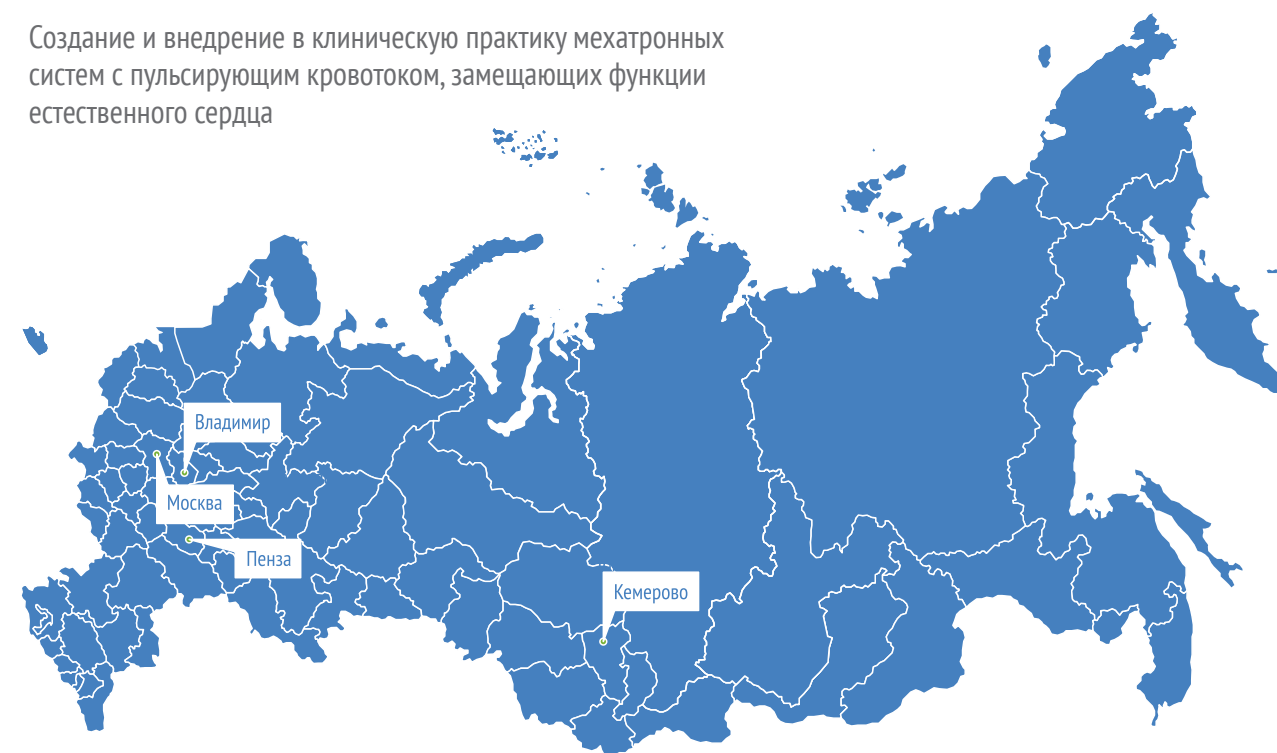 Создание и внедрение в клиническую практику мехатронных
систем с пульсирующим кровотоком, замещающих функции
естественного сердца
Владимир
Москва
Пенза
Кемерово